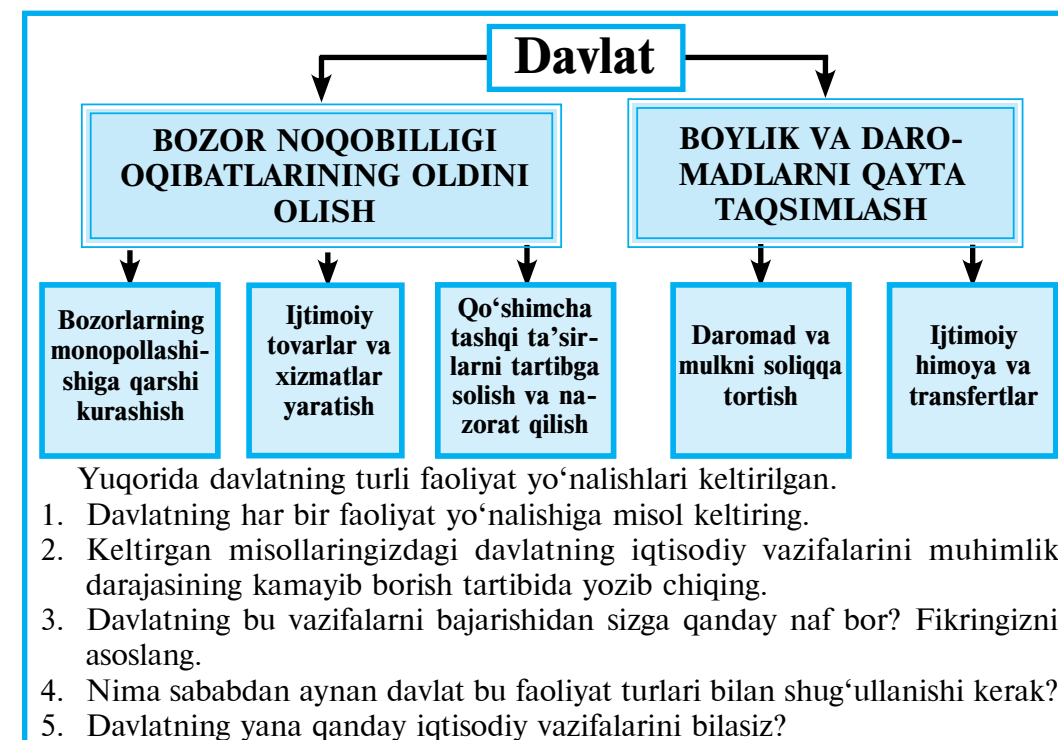 Davlat
BOZOR NOQOBILLIGI
OQIBATLARINING OLDINI
OLISH
BOYLIK VA DARO-
MADLARNI QAYTA
TAQSIMLASH
Bozorlarning
monopollashi-
shiga qarshi
kurashish
Ijtimoiy
tovarlar va
xizmatlar
yaratish
Qo‘shimcha
tashqi ta’sir-
larni tartibga
solish va na-
zorat qilish
Daromad va
mulkni soliqqa
tortish
Ijtimoiy
himoya va
transfertlar
Yuqorida davlatning turli faoliyat yo‘nalishlari keltirilgan.
1. Davlatning har bir faoliyat yo‘nalishiga misol keltiring.
2. Keltirgan misollaringizdagi davlatning iqtisodiy vazifalarini muhimlik
darajasining kamayib borish tartibida yozib chiqing.
3. Davlatning bu vazifalarni bajarishidan sizga qanday naf bor? Fikringizni
asoslang.
4. Nima sababdan aynan davlat bu faoliyat turlari bilan shug‘ullanishi kerak?
5. Davlatning yana qanday iqtisodiy vazifalarini bilasiz?